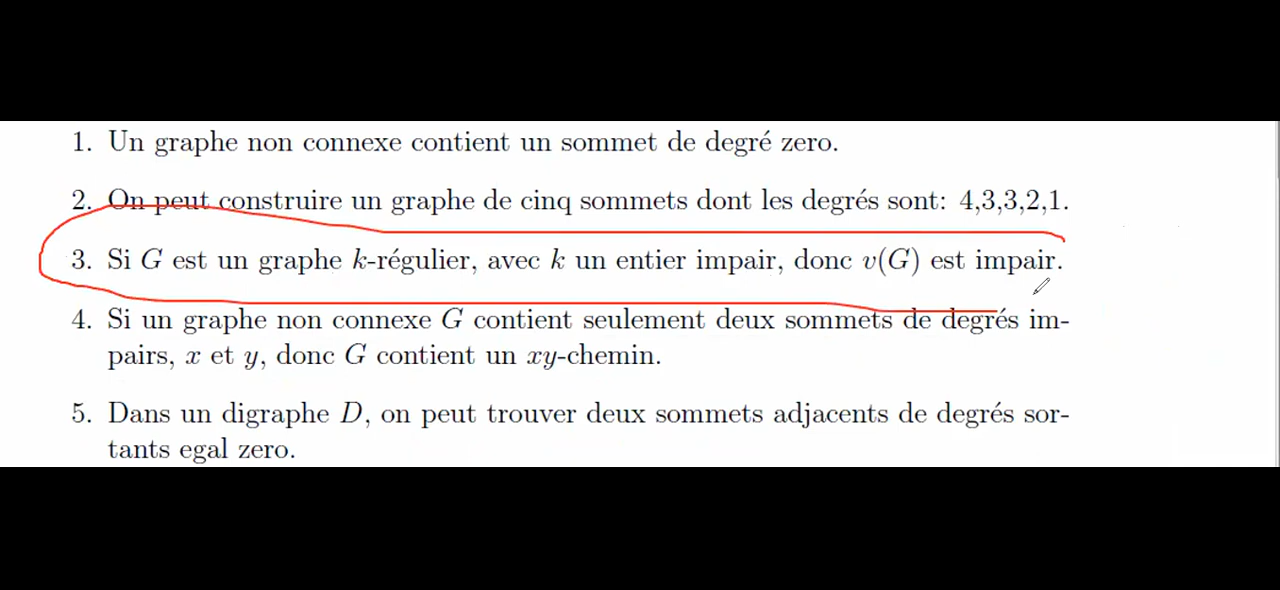 1. Un graphe non connexe contient un sommet de degré zero.
2. On peut construire un graphe de cinq sommets dont les degrés sont: 4,3,3,2,1.
3. Si G est un graphe k-régulier, avec k un entier impair, donc v(G) est impair.
4. Si un graphe non connexe G contient seulement deux sommets de degrés im-
pairs, x et y, donc G contient un xy-chemin.
5. Dans un digraphe D, on peut trouver deux sommets adjacents de degrés sor-
tants egal zero.